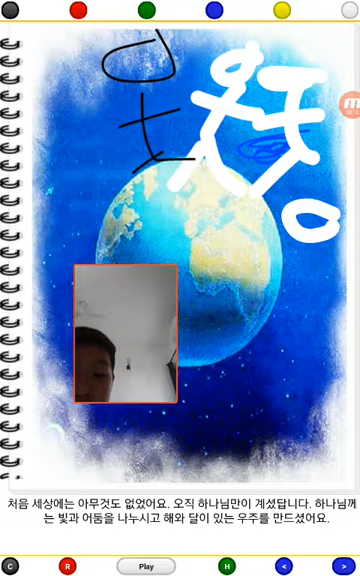 처음 세상에는 아무것도 없었어요. 오직 하나님만이 계셨답니다. 하나님께
는 빛과 어둠을 나누시고 해와 달이 있는 우주를 만드셨어요.
C R Play H < >